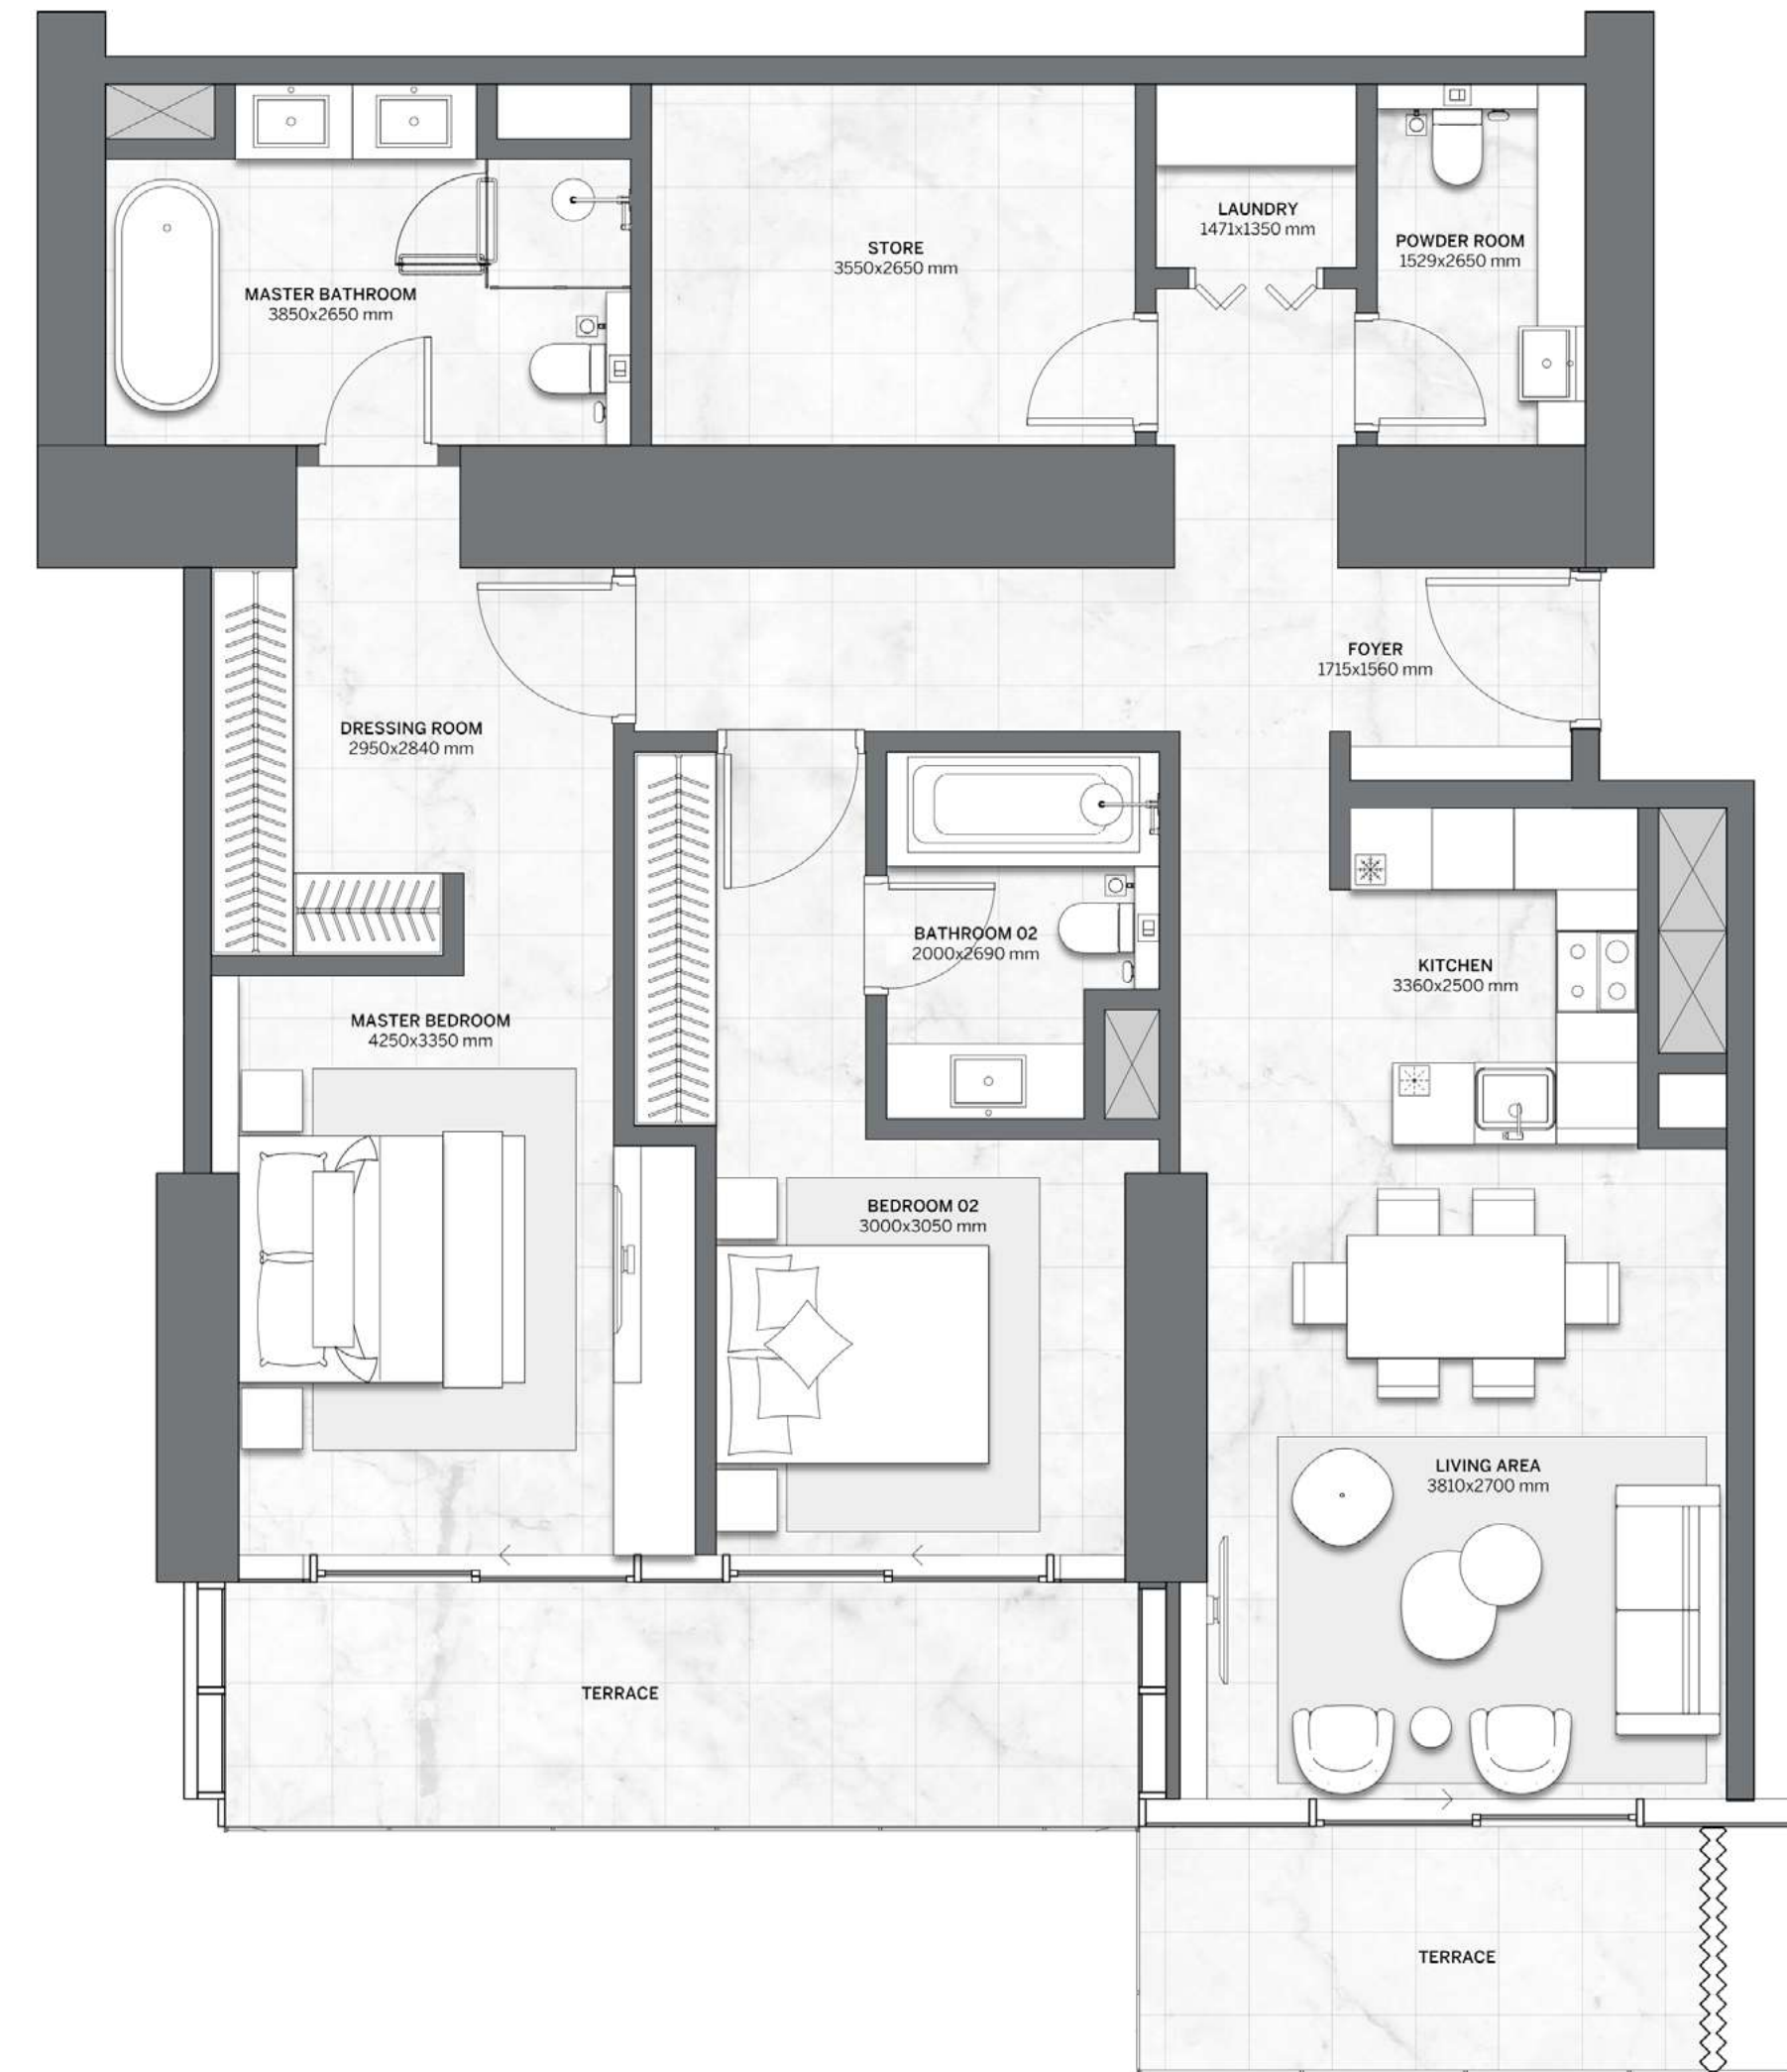 LAUNDRY
1471x1350 mm
POWDER ROOM
1529x2650 mm
STORE
3550x2650 mm
MASTER BATHROOM
3850x2650 mm
FOYER
1715x1560 mm
DRESSING ROOM
2950x2840 mm
BATHROOM 02
2000x2690 mm
KITCHEN
3360x2500 mm
MASTER BEDROOM
4250x3350 mm
BEDROOM 02
3000x3050 mm
LIVING AREA
3810x2700 mm
TERRACE
TERRACE